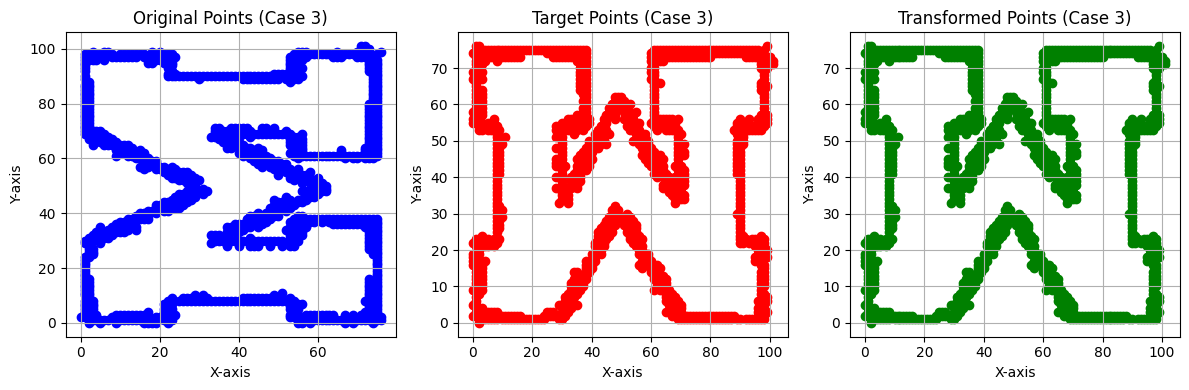 Original Points (Case 3)
Target Points (Case 3)
Transformed Points (Case 3)
100
80
60
40
20
0
Y-axis
0 20 40 60
X-axis
70
60
50
40
30
20
10
0
Y-axis
0 20 40 60 80 100
X-axis
70
60
50
40
30
20
10
0
Y-axis
0 20 40 60 80 100
X-axis